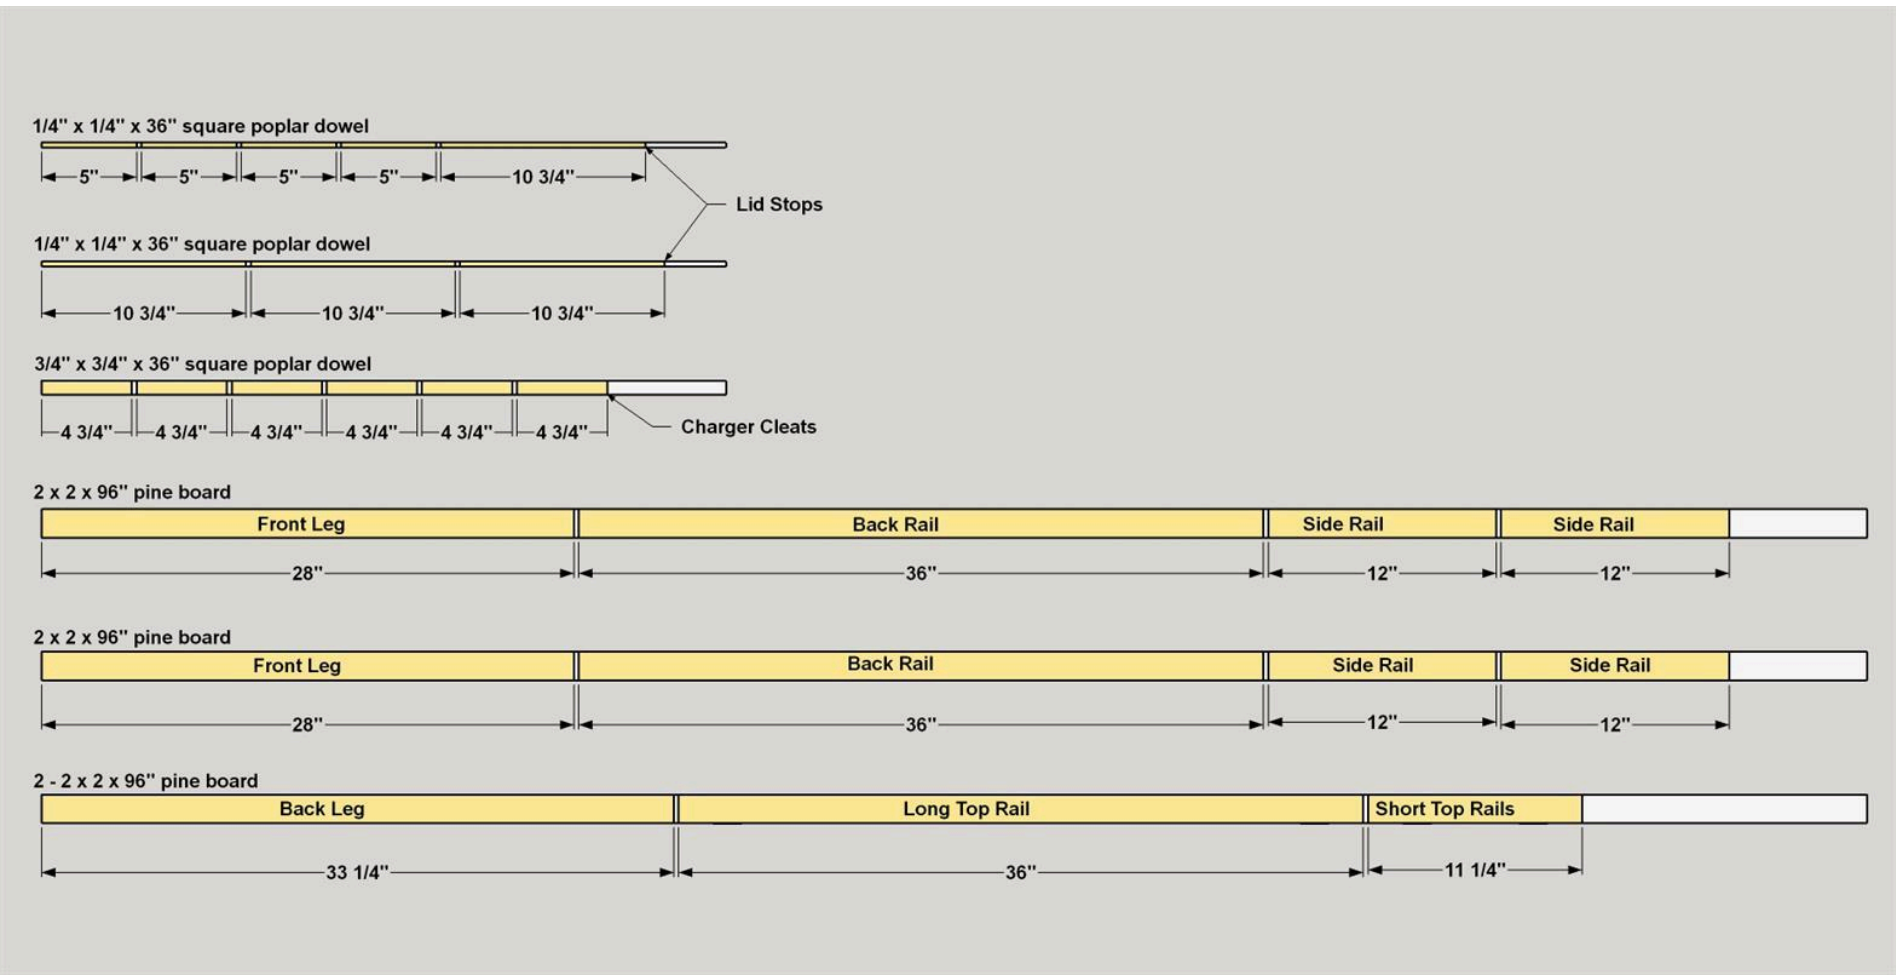 1/4" x 1/4" x 36" square poplar dowel
5" 5" 5" 5" 10 3/4"
Lid Stops
1/4" x 1/4" x 36" square poplar dowel
10 3/4" 10 3/4" 10 3/4"
3/4" x 3/4" x 36" square poplar dowel
4 3/4" 4 3/4" 4 3/4" 4 3/4" 4 3/4" 4 3/4"
Charger Cleats
2 x 2 x 96" pine board
Front Leg Back Rail Side Rail Side Rail
28" 36" 12" 12"
2 x 2 x 96" pine board
Front Leg Back Rail Side Rail Side Rail
28" 36" 12" 12"
2 - 2 x 2 x 96" pine board
Back Leg Long Top Rail Short Top Rails
33 1/4" 36" 11 1/4"